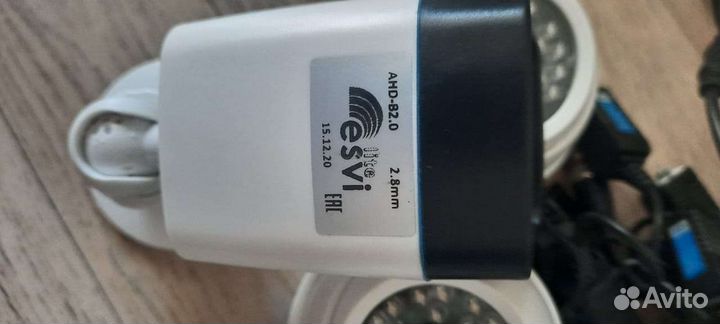 AHD-B2.0 2.8mm
esvi
lite
15.12.20 EAC
Avito